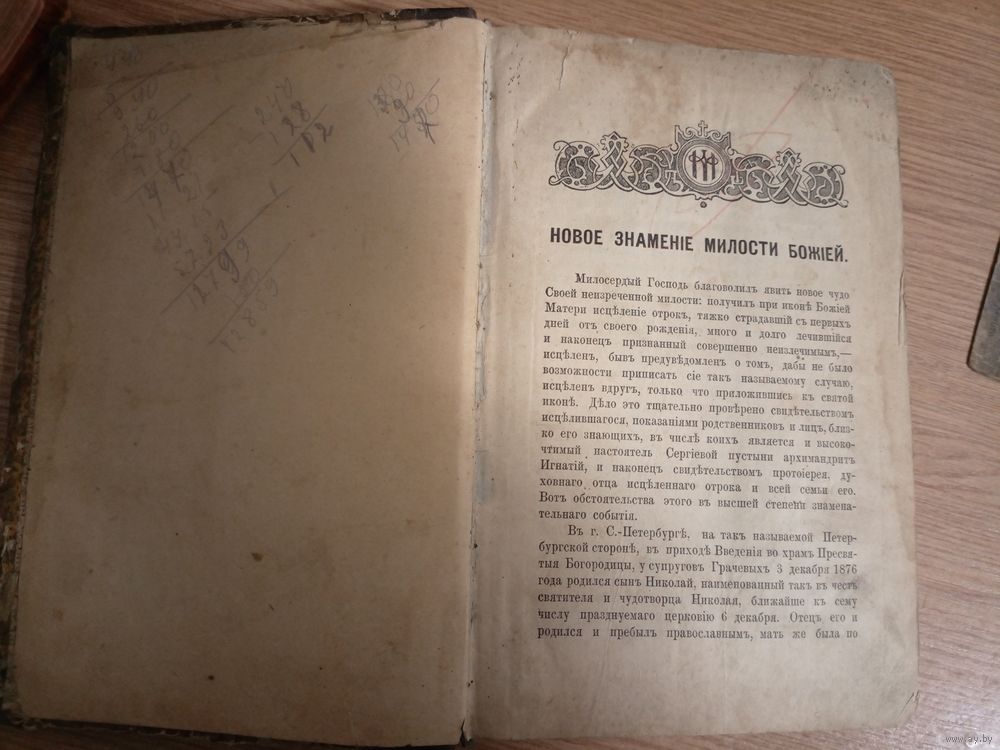 240
128
112
НОВОЕ ЗНАМЕНІЕ МИЛОСТИ БОЖІЕЙ.
Милосердый Господь благоволилъ явить новое чудо
Своей неизреченной милости: получилъ при иконѣ Божіей
Матери исцѣленіе отрокъ, тяжко страдавшій съ первыхъ
дней отъ своего рожденія, много и долго лечившійся
и наконецъ признанный совершенно неизлечимымъ,—
исцѣленъ, бывъ предувѣдомленъ о томъ, дабы не было
возможности приписать сіе такъ называемому случаю,
исцѣленъ вдругъ, только что приложившись къ святой
иконѣ. Дѣло это тщательно провѣрено свидѣтельствомъ
исцѣлившагося, показаніями родственниковъ и лицъ, близ-
ко его знающихъ, въ числѣ коихъ является и высоко-
чтимый настоятель Сергіевой пустыни архимандритъ
Игнатій, и наконецъ свидѣтельствомъ протоіерея, ду-
ховнаго отца исцѣленнаго отрока и всей семьи его.
Вотъ обстоятельства этого въ высшей степени знамена-
тельнаго событія.
Въ г. С.-Петербургѣ, на такъ называемой Петер-
бургской сторонѣ, въ приходѣ Введенія во храмъ Пресвя-
тыя Богородицы, у супруговъ Грачевыхъ 3 декабря 1876
года родился сынъ Николай, наименованный такъ въ честь
святителя и чудотворца Николая, ближайше къ сему
числу празднуемаго церковію 6 декабря. Отецъ его и
родился и пребылъ православнымъ, мать же была по
www.ay.by